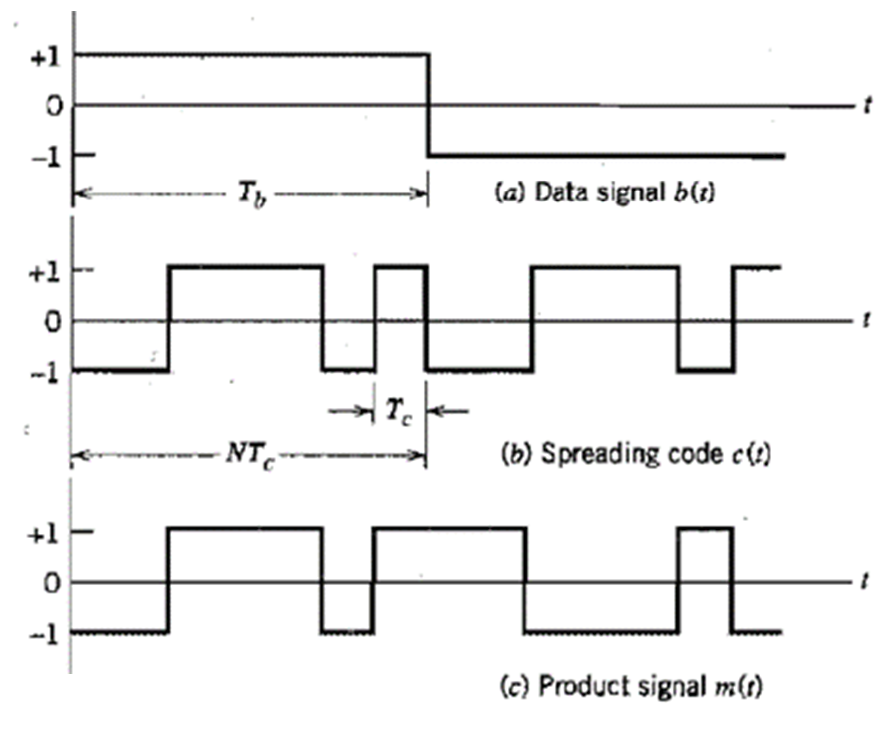 +1
0
t
−1
T_b
(a) Data signal b(t)
+1
0
t
−1
T_c
NT_c
(b) Spreading code c(t)
+1
0
t
−1
(c) Product signal m(t)